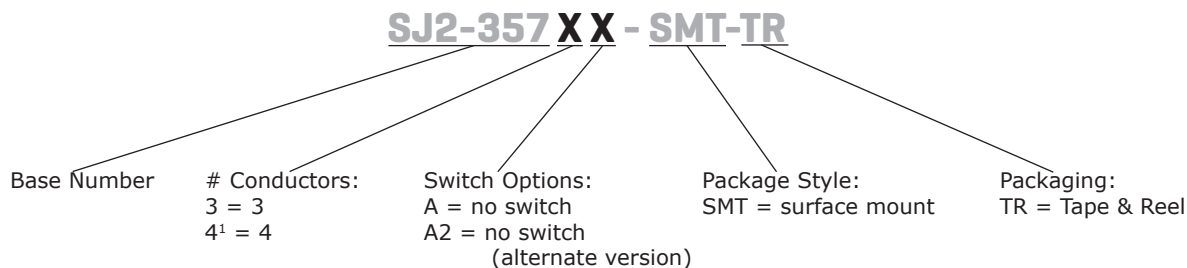 SJ2-357 X X - SMT-TR
Base Number
# Conductors:
3 = 3
4¹ = 4
Switch Options:
A = no switch
A2 = no switch
(alternate version)
Package Style:
SMT = surface mount
Packaging:
TR = Tape & Reel